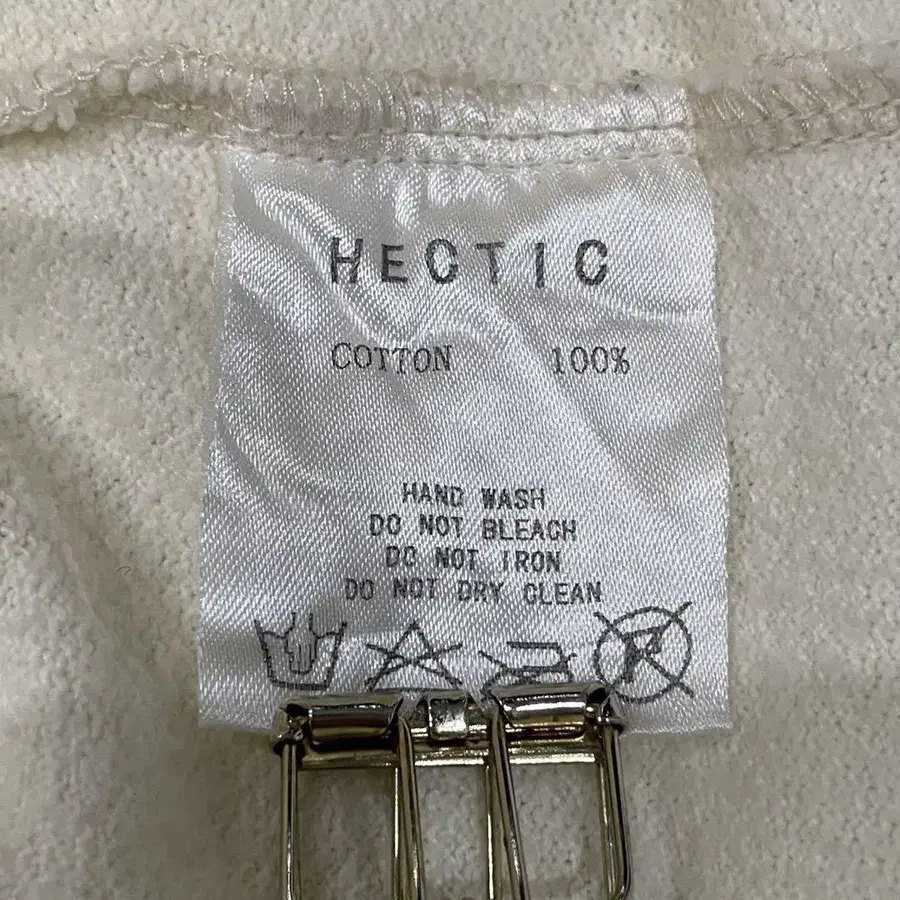 HECTIC
COTTON 100%
HAND WASH
DO NOT BLEACH
DO NOT IRON
DO NOT DRY CLEAN